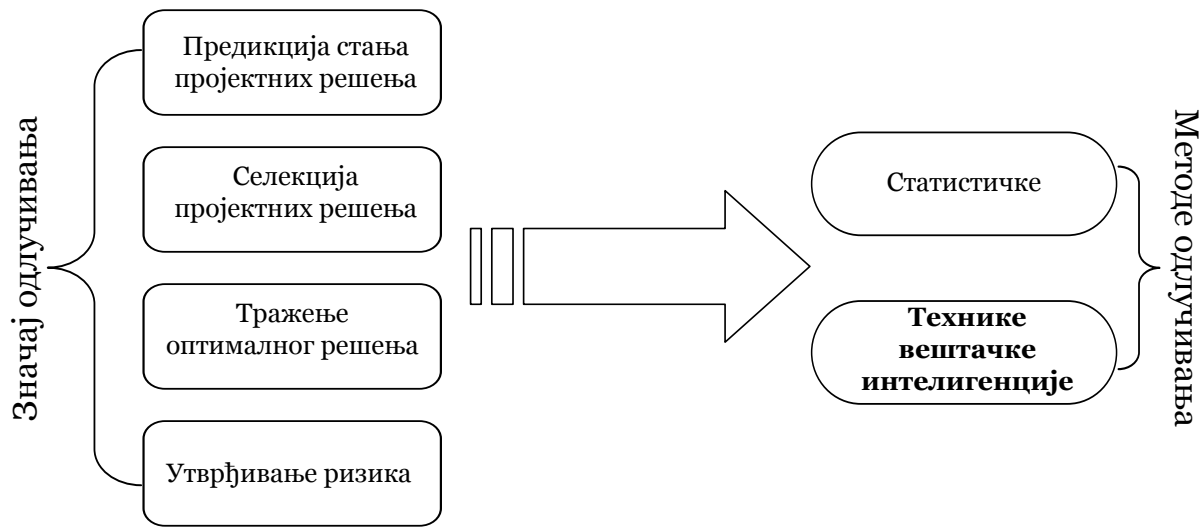 Значај одлучивања
Предикција стања
пројектних решења
Селекција
пројектних решења
Тражење
оптималног решења
Утврђивање ризика
Статистичке
Технике
вештачке
интелигенције
Методе одлучивања